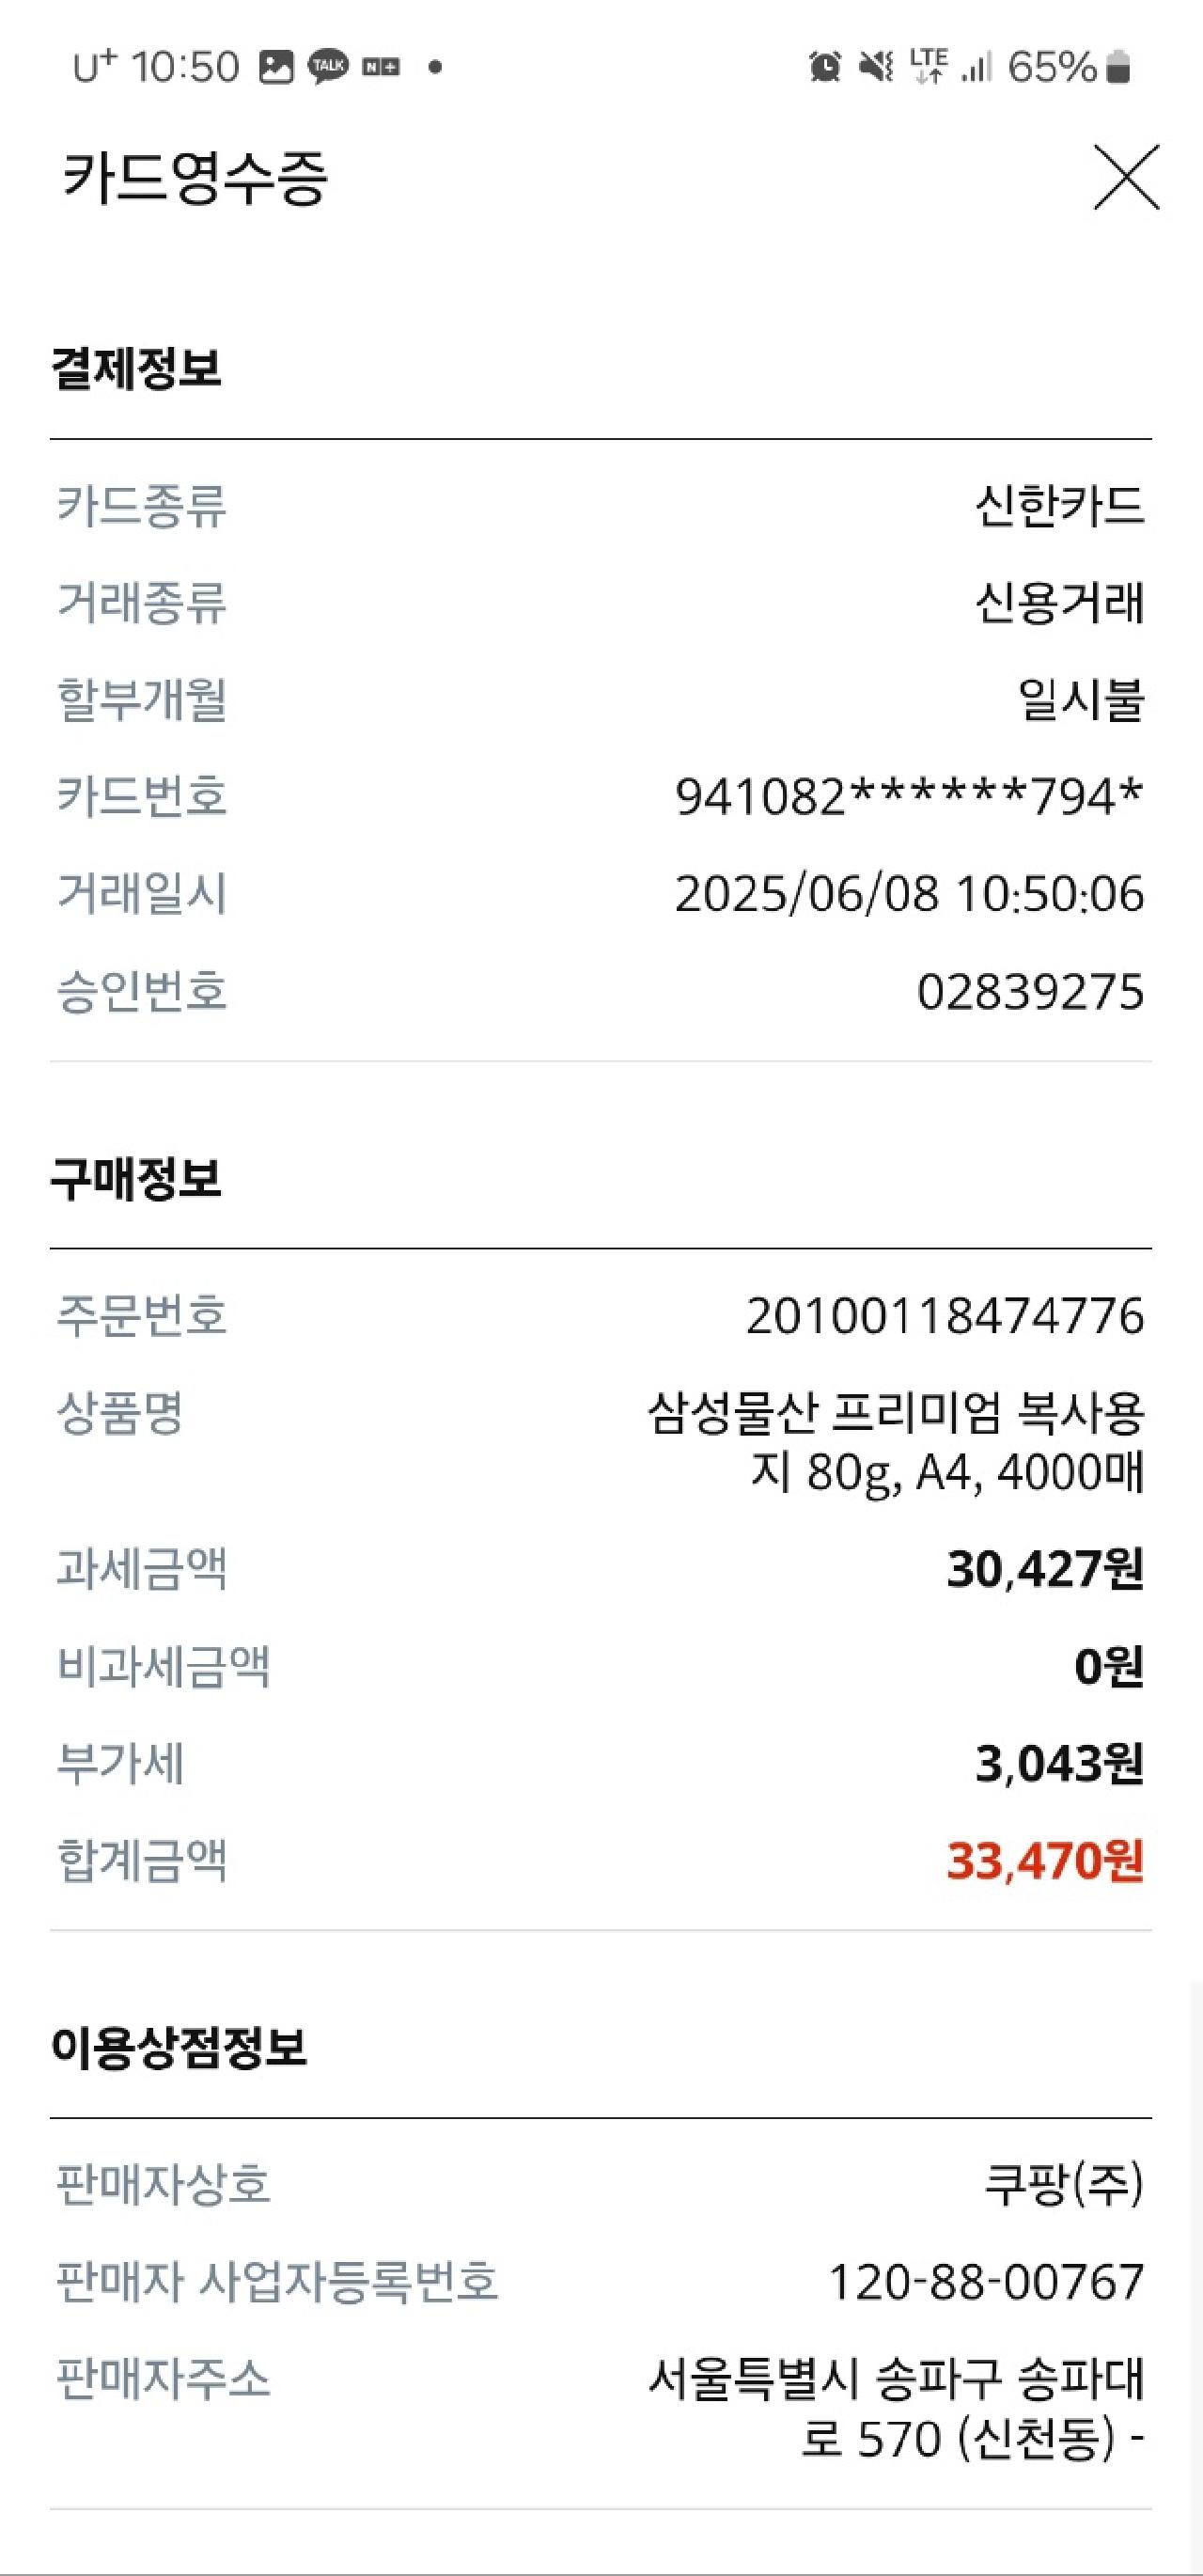 U+ 10:50 TALK N+ LTE 65%
카드영수증
결제정보
카드종류 신한카드
거래종류 신용거래
할부개월 일시불
카드번호 941082******794*
거래일시 2025/06/08 10:50:06
승인번호 02839275
구매정보
주문번호 20100118474776
상품명 삼성물산 프리미엄 복사용
지 80g, A4, 4000매
과세금액 30,427원
비과세금액 0원
부가세 3,043원
합계금액 33,470원
이용상점정보
판매자상호 쿠팡(주)
판매자 사업자등록번호 120-88-00767
판매자주소 서울특별시 송파구 송파대
로 570 (신천동) -